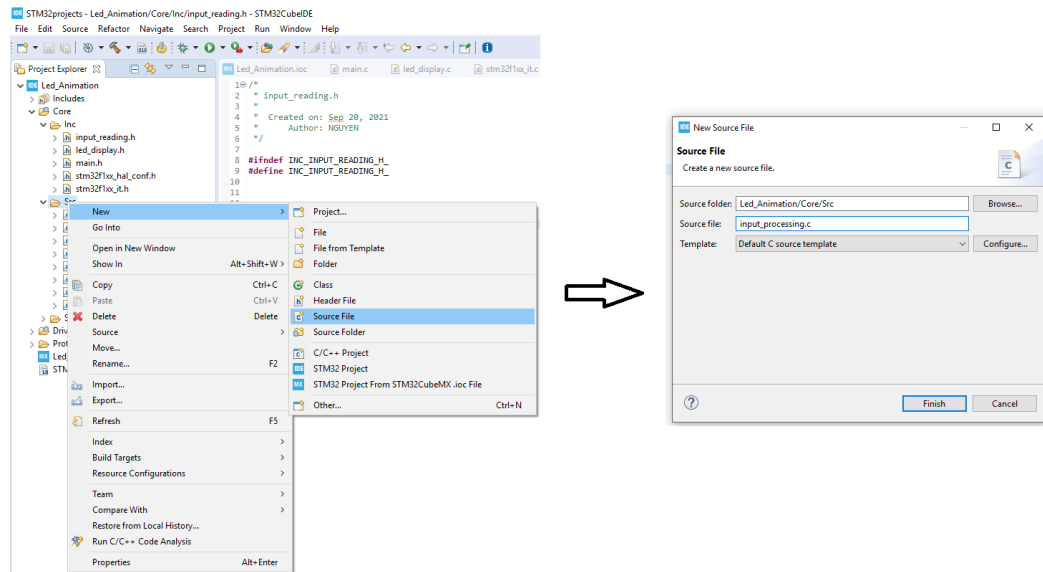 IDE STM32projects - Led_Animation/Core/Inc/input_reading.h - STM32CubeIDE
File Edit Source Refactor Navigate Search Project Run Window Help
Project Explorer
IDE Led_Animation
Includes
Core
Inc
input_reading.h
led_display.h
main.h
stm32f1xx_hal_conf.h
stm32f1xx_it.h
Src
MX Led_Animation.ioc
main.c
led_display.c
stm32f1xx_it.c
1 /*
2 * input_reading.h
3 *
4 * Created on: Sep 20, 2021
5 * Author: NGUYEN
6 */
7
8 #ifndef INC_INPUT_READING_H_
9 #define INC_INPUT_READING_H_
10
11
New
Go Into
Open in New Window
Show In Alt+Shift+W >
Copy Ctrl+C
Paste Ctrl+V
Delete Delete
Source
Move...
Rename... F2
Import...
Export...
Refresh F5
Index
Build Targets
Resource Configurations
Team
Compare With
Restore from Local History...
Run C/C++ Code Analysis
Properties Alt+Enter
Project...
File
File from Template
Folder
Class
Header File
Source File
Source Folder
C/C++ Project
IDE STM32 Project
MX STM32 Project From STM32CubeMX .ioc File
Other... Ctrl+N
IDE New Source File
Source File
Create a new source file.
Source folder: Led_Animation/Core/Src Browse...
Source file: input_processing.c
Template: Default C source template Configure...
Finish Cancel